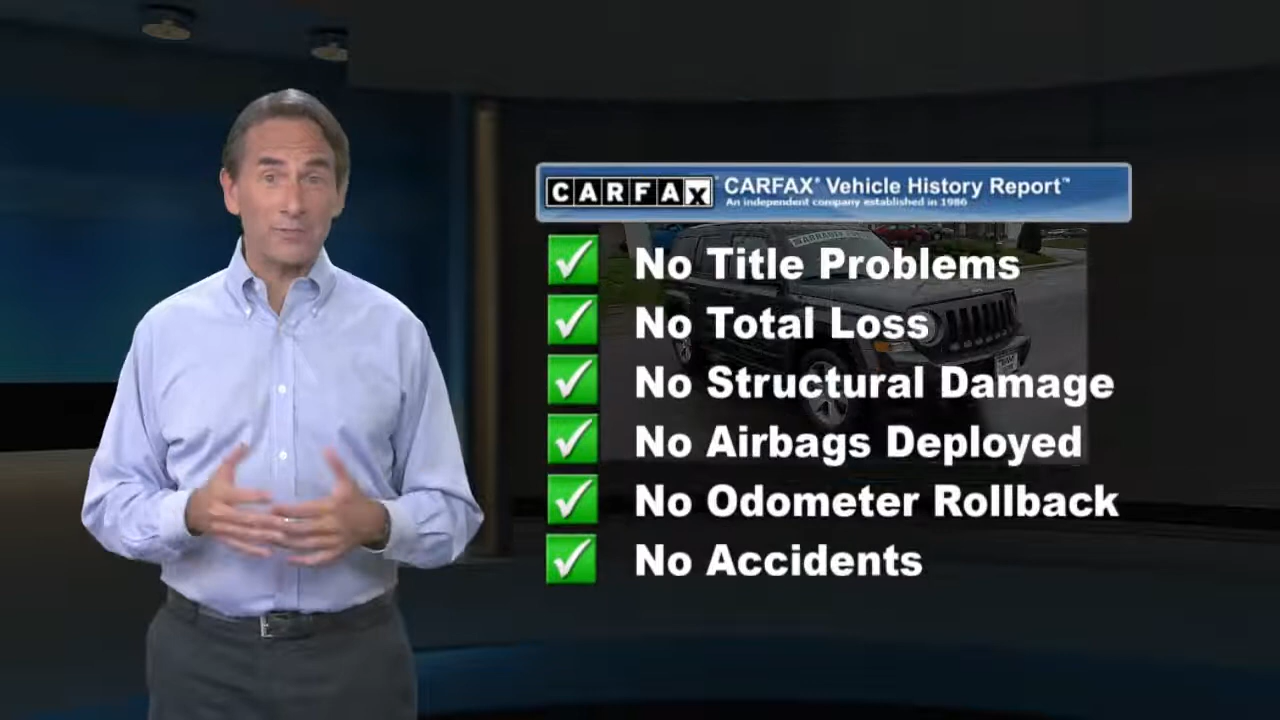 CARFAX
CARFAX® Vehicle History Report™
An independent company established in 1986
No Title Problems
No Total Loss
No Structural Damage
No Airbags Deployed
No Odometer Rollback
No Accidents